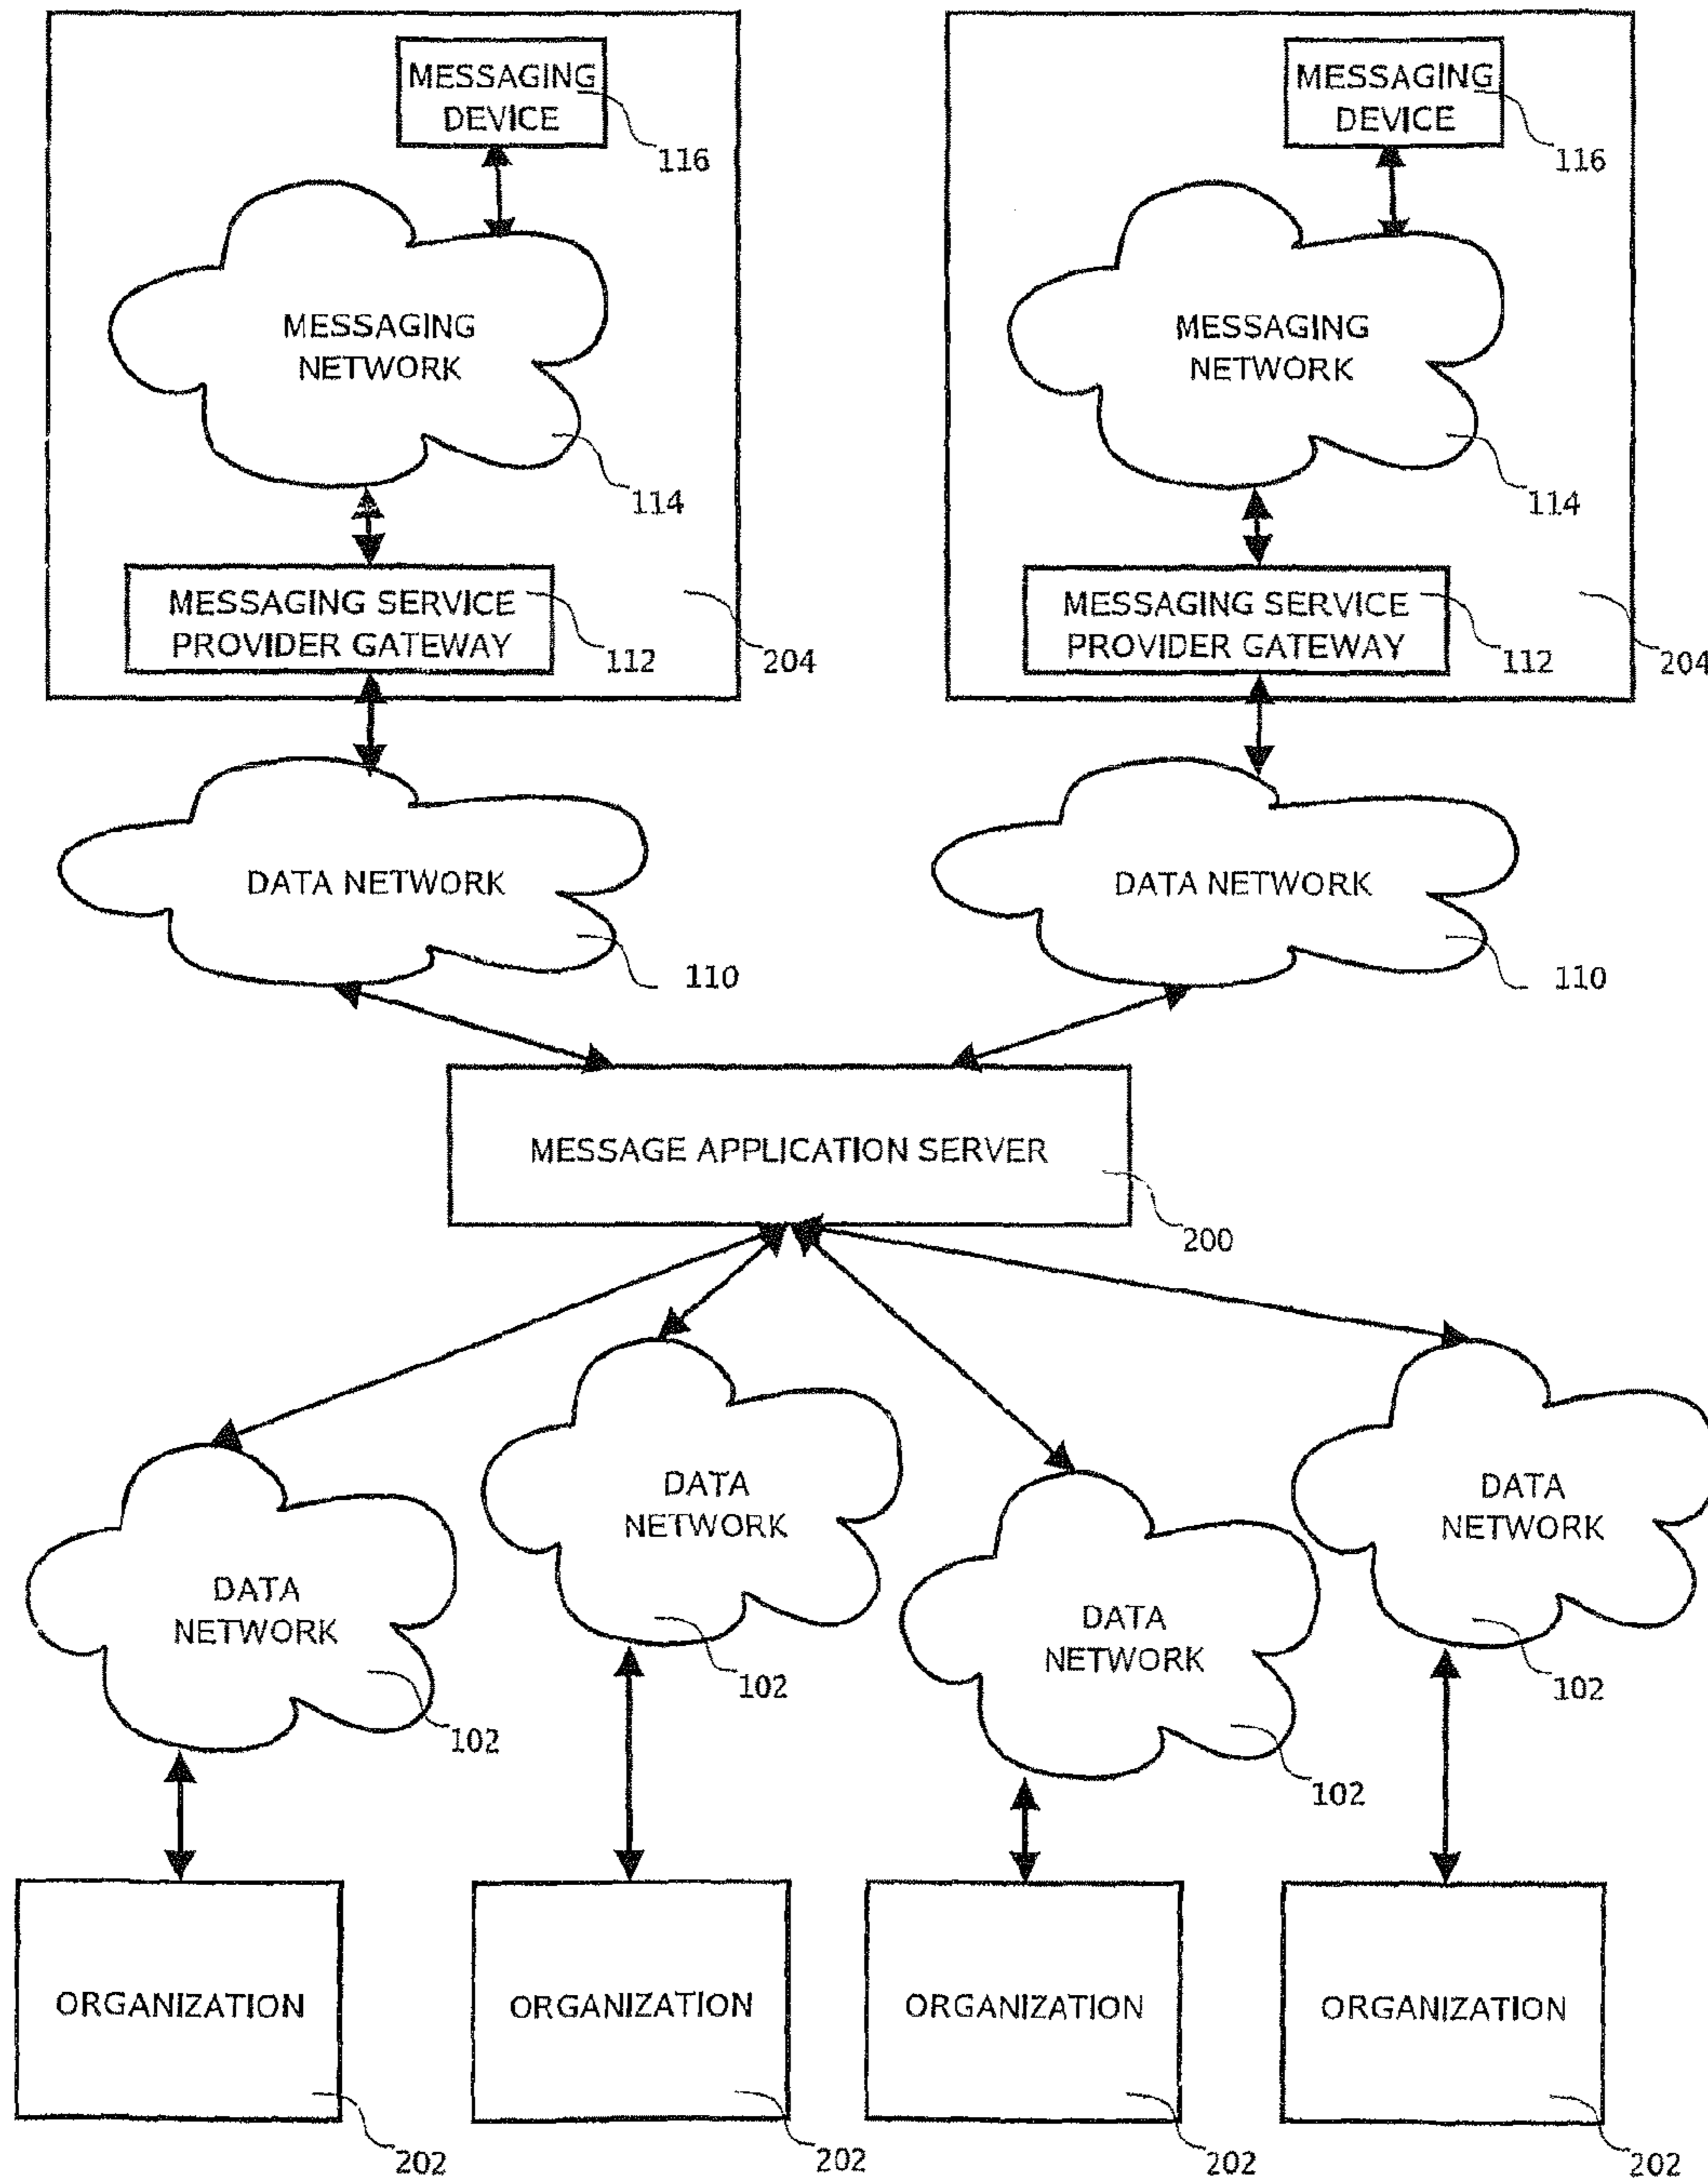 MESSAGING
DEVICE
116
MESSAGING
DEVICE
116
MESSAGING
NETWORK
114
MESSAGING
NETWORK
114
MESSAGING SERVICE
PROVIDER GATEWAY
112
204
MESSAGING SERVICE
PROVIDER GATEWAY
112
204
DATA NETWORK
110
DATA NETWORK
110
MESSAGE APPLICATION SERVER
200
DATA
NETWORK
102
DATA
NETWORK
102
DATA
NETWORK
102
DATA
NETWORK
102
ORGANIZATION
202
ORGANIZATION
202
ORGANIZATION
202
ORGANIZATION
202